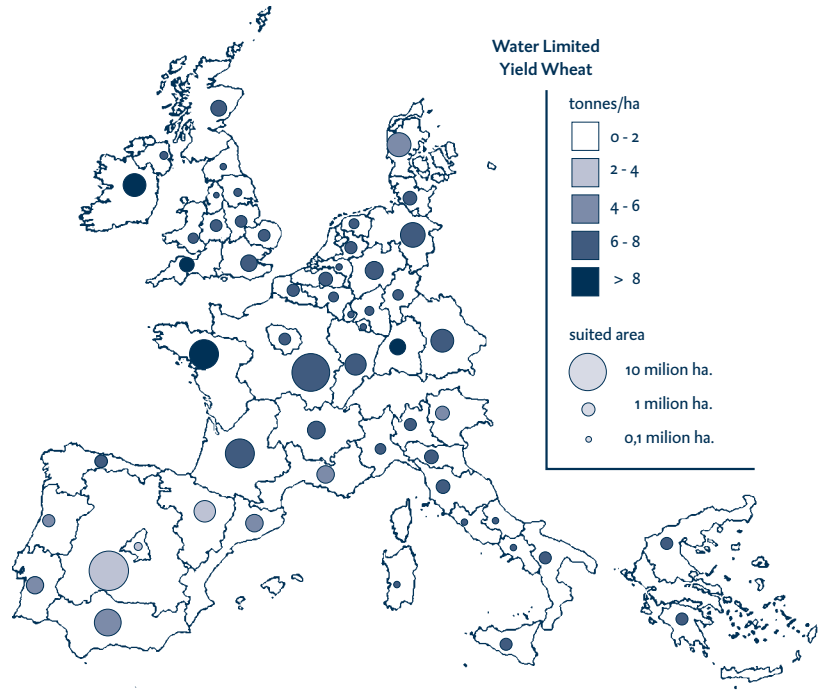 Water Limited
Yield Wheat
tonnes/ha
0 - 2
2 - 4
4 - 6
6 - 8
> 8
suited area
10 milion ha.
1 milion ha.
0,1 milion ha.